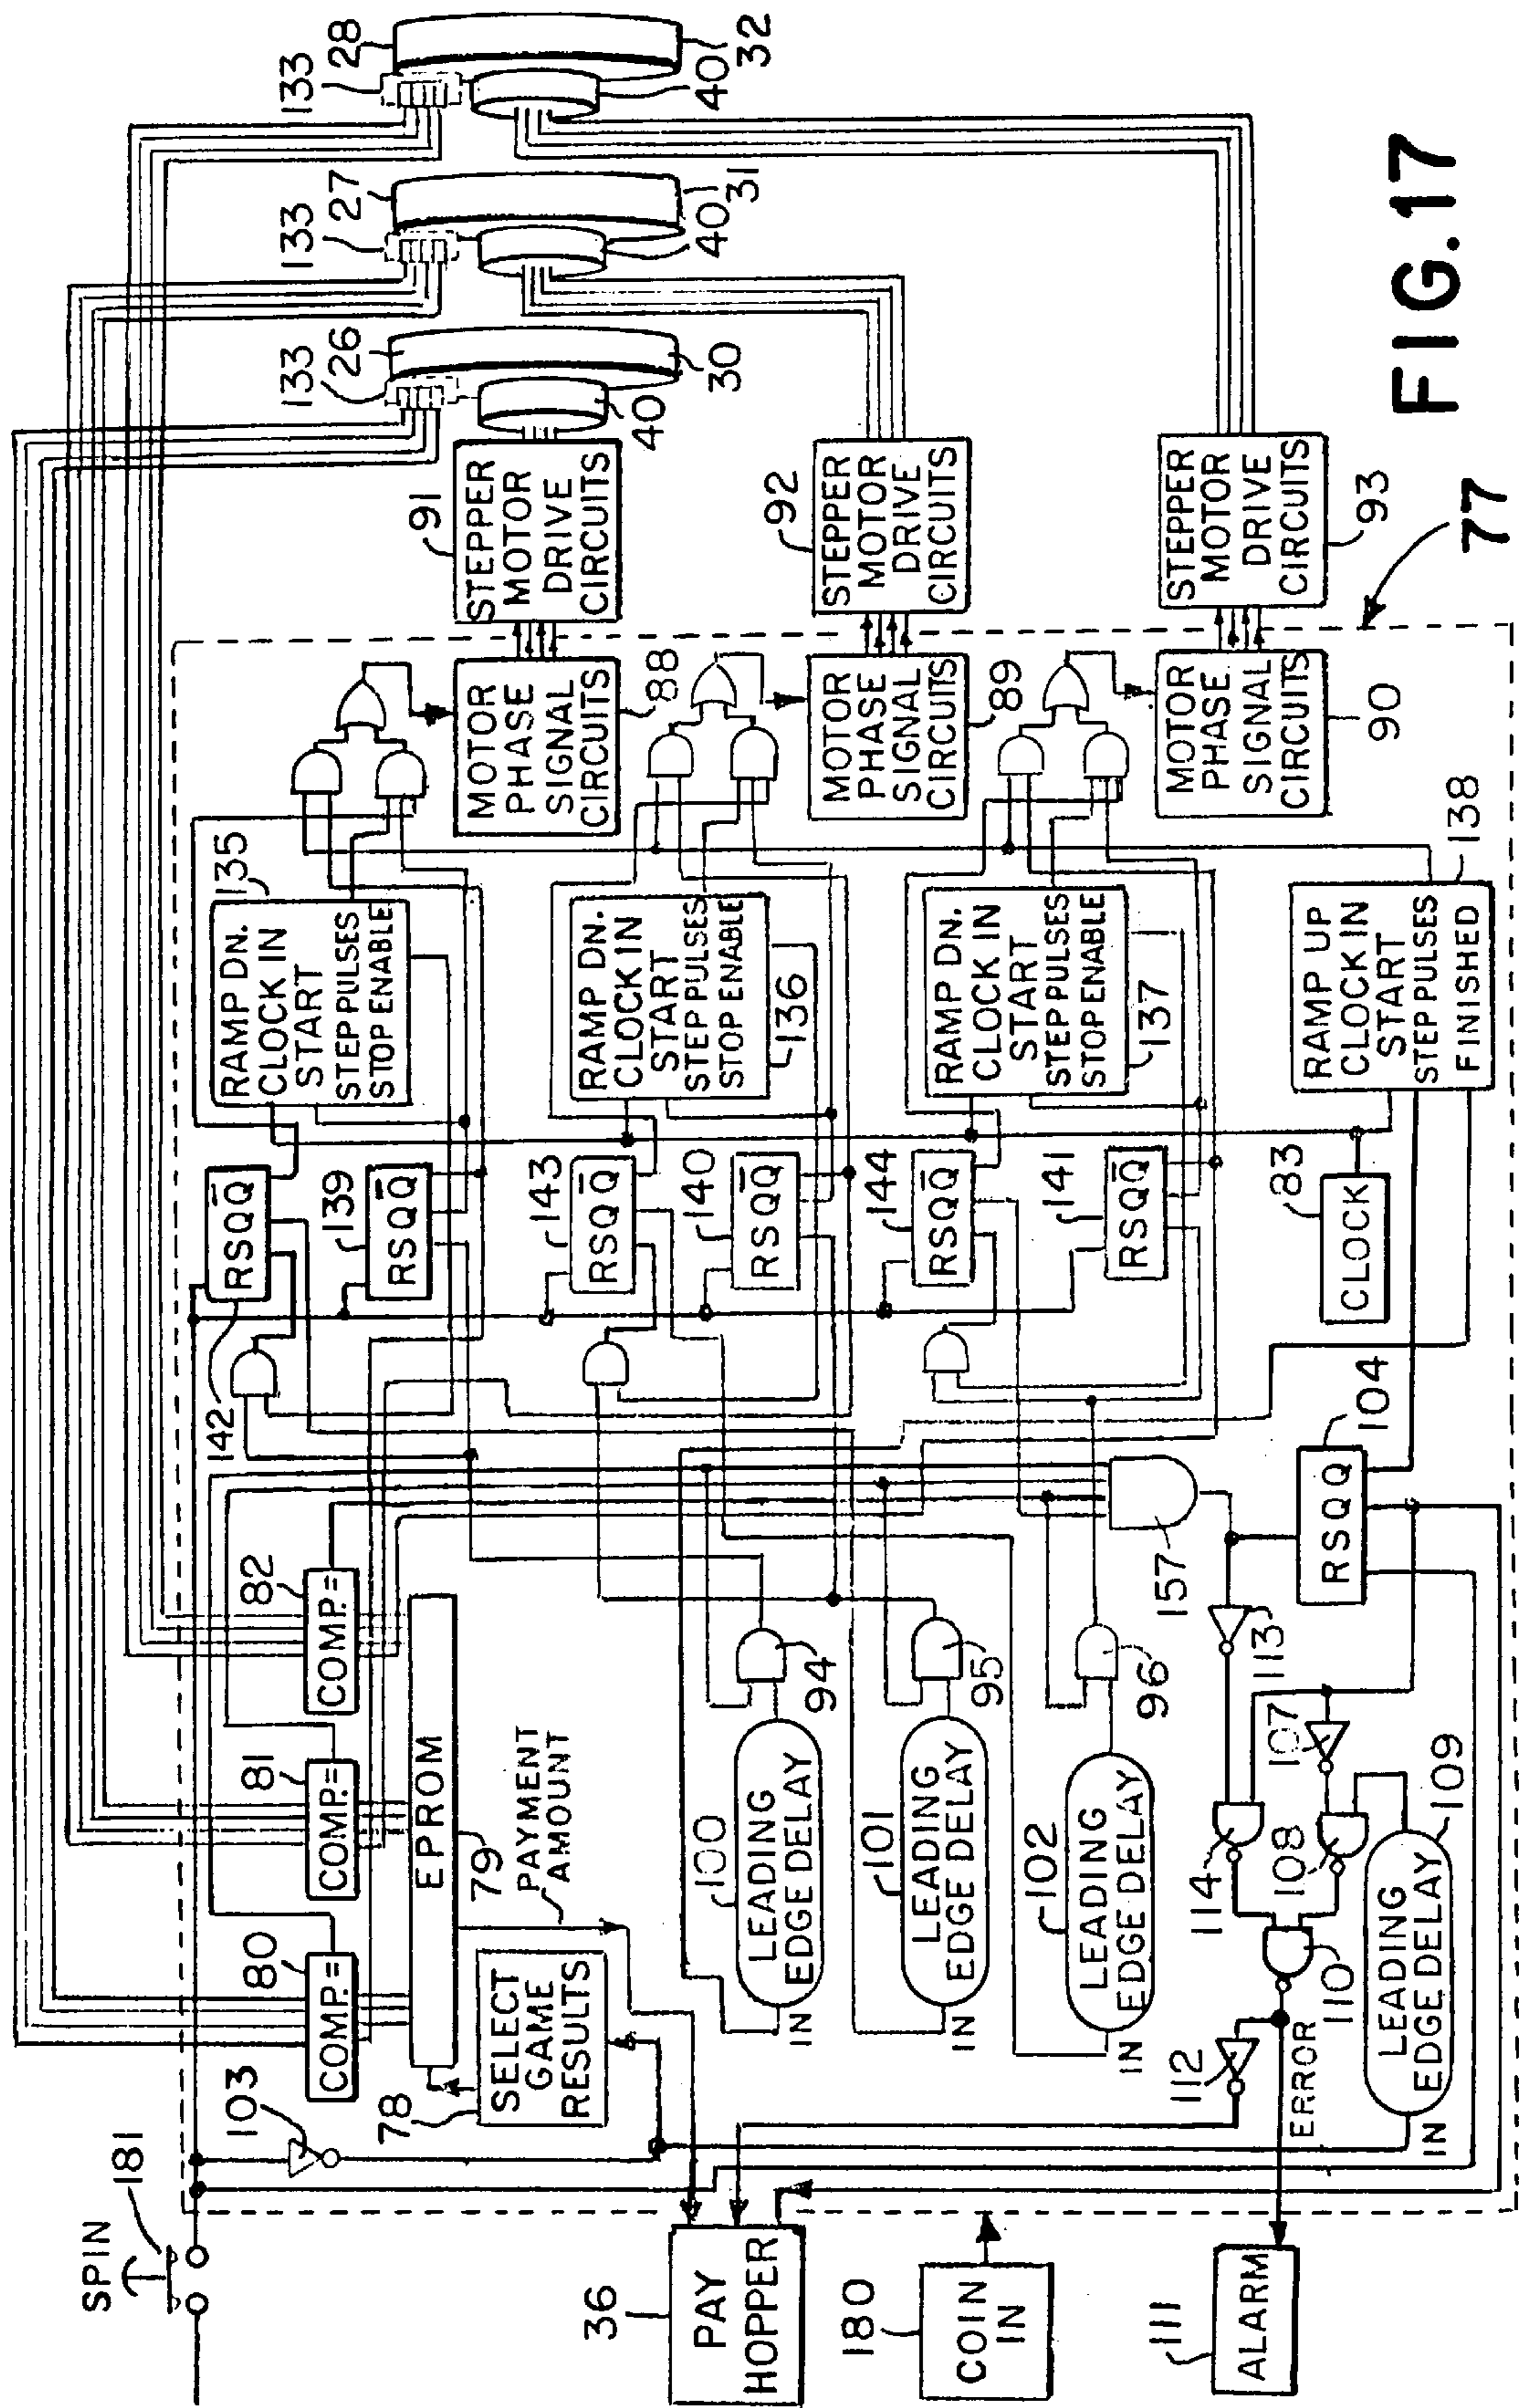 SPIN
181
103
80
COMP.=
81
COMP.=
82
COMP.=
133
26
133
27
133
28
30
31
32
40
40
40
EPROM
79
PAYMENT
AMOUNT
78
SELECT
GAME
RESULTS
36
PAY
HOPPER
180
COIN
IN
111
ALARM
ERROR
112
IN
LEADING
EDGE DELAY
100
IN
LEADING
EDGE DELAY
101
IN
LEADING
EDGE DELAY
102
IN
LEADING
EDGE DELAY
109
94
95
96
157
113
107
108
114
110
104
RSQQ
142
RSQQ̄
139
RSQQ̄
143
RSQQ̄
140
RSQQ̄
144
RSQQ̄
141
RSQQ̄
83
CLOCK
135
RAMP DN.
CLOCK IN
START
STEP PULSES
STOP ENABLE
136
RAMP DN.
CLOCK IN
START
STEP PULSES
STOP ENABLE
137
RAMP DN.
CLOCK IN
START
STEP PULSES
STOP ENABLE
138
RAMP UP
CLOCK IN
START
STEP PULSES
FINISHED
88
MOTOR
PHASE
SIGNAL
CIRCUITS
89
MOTOR
PHASE
SIGNAL
CIRCUITS
90
MOTOR
PHASE
SIGNAL
CIRCUITS
91
STEPPER
MOTOR
DRIVE
CIRCUITS
92
STEPPER
MOTOR
DRIVE
CIRCUITS
93
STEPPER
MOTOR
DRIVE
CIRCUITS
77
FIG.17